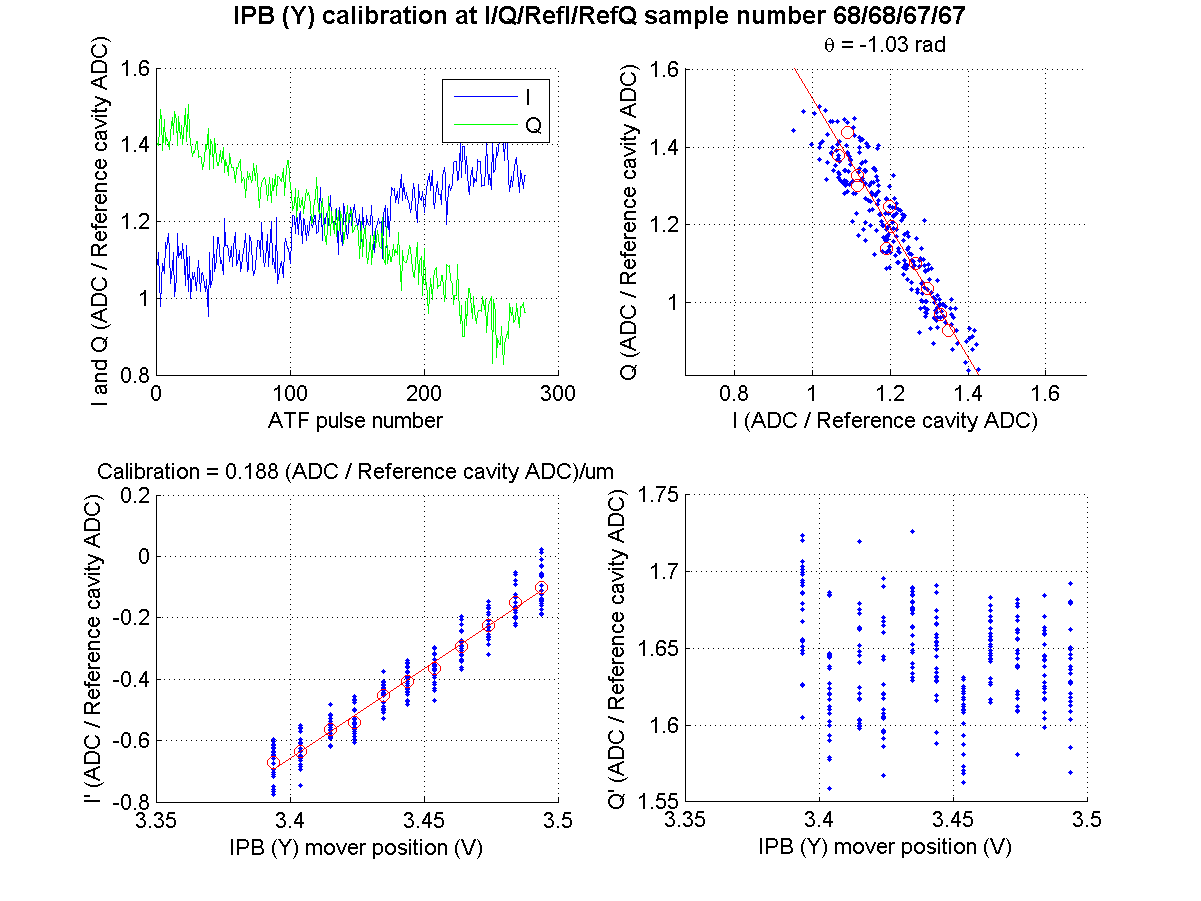 IPB (Y) calibration at I/Q/RefI/RefQ sample number 68/68/67/67
I and Q (ADC / Reference cavity ADC)
1.6
1.4
1.2
1
0.8
0
100
200
300
ATF pulse number
I
Q
θ = -1.03 rad
Q (ADC / Reference cavity ADC)
1.6
1.4
1.2
1
0.8
1
1.2
1.4
1.6
I (ADC / Reference cavity ADC)
Calibration = 0.188 (ADC / Reference cavity ADC)/um
I' (ADC / Reference cavity ADC)
0.2
0
-0.2
-0.4
-0.6
-0.8
3.35
3.4
3.45
3.5
IPB (Y) mover position (V)
Q' (ADC / Reference cavity ADC)
1.75
1.7
1.65
1.6
1.55
3.35
3.4
3.45
3.5
IPB (Y) mover position (V)